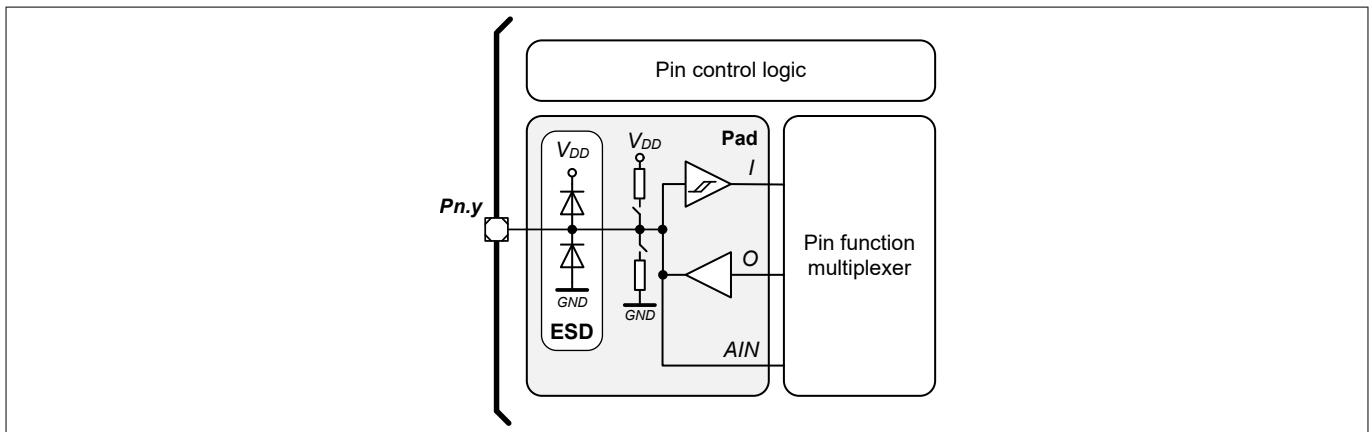 Pin control logic
VDD
VDD
Pad
I
Pn.y
O
Pin function
multiplexer
GND
GND
ESD
AIN